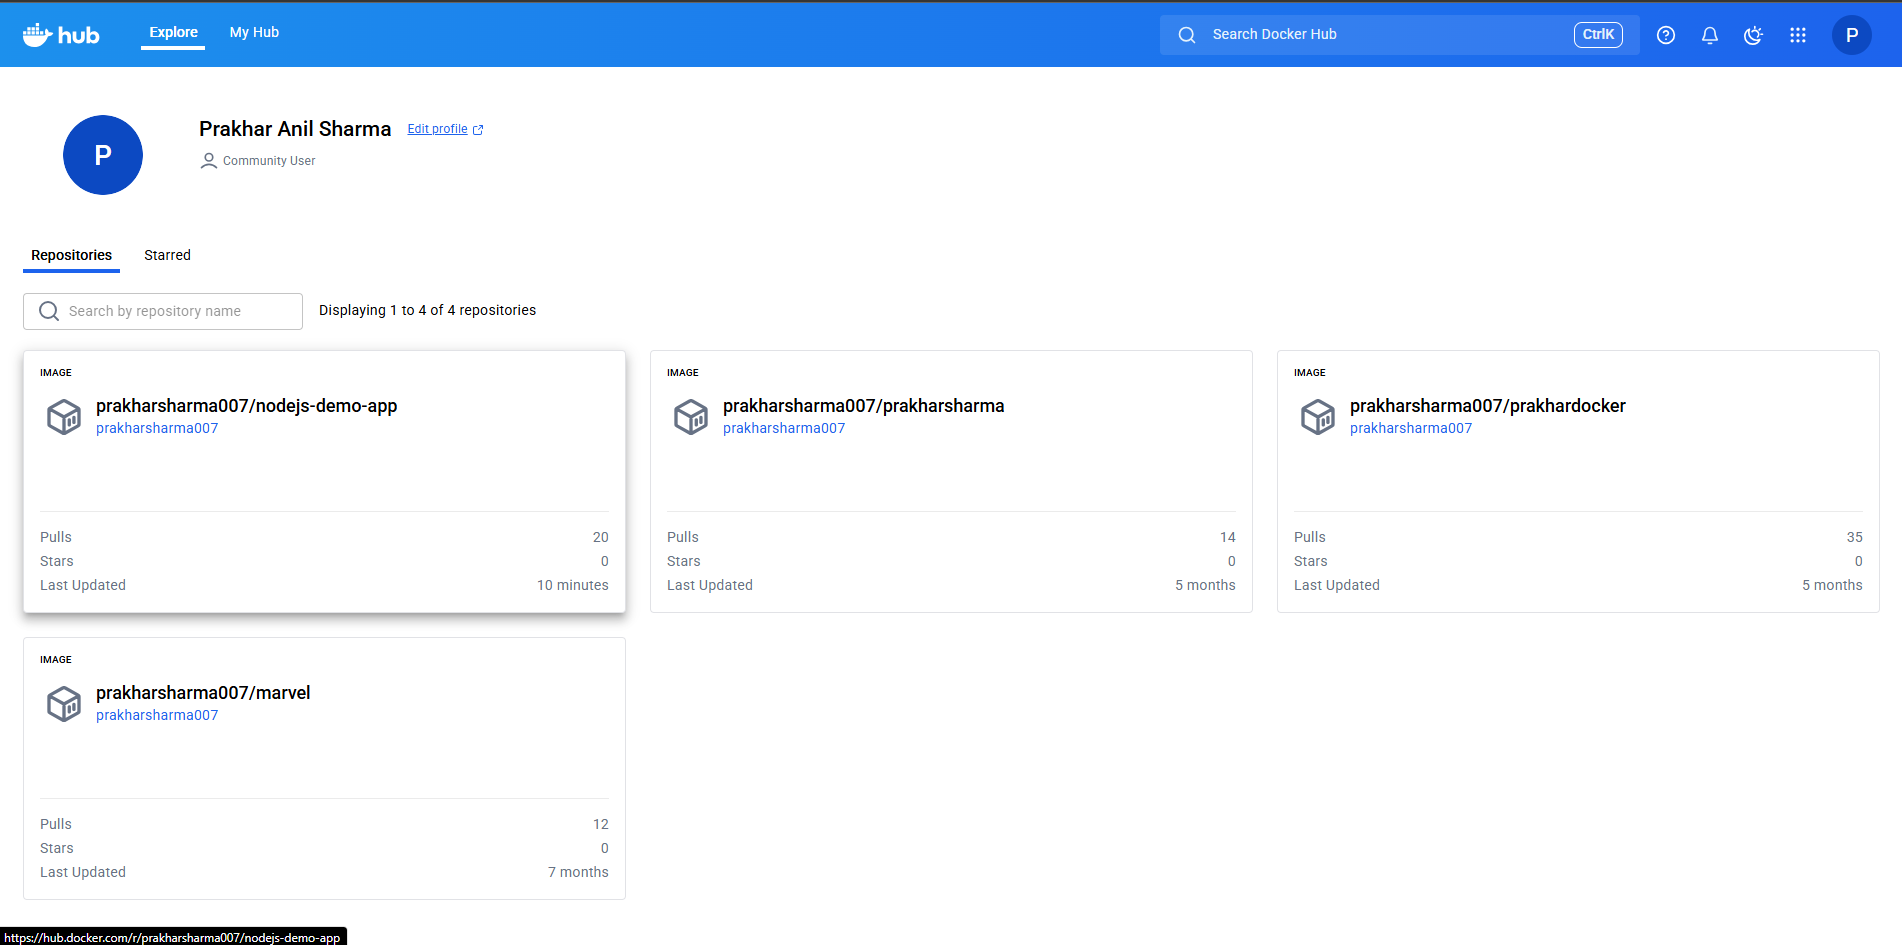 hub
Explore
My Hub
Search Docker Hub
CtrlK
P
P
Prakhar Anil Sharma
Edit profile
Community User
Repositories
Starred
Search by repository name
Displaying 1 to 4 of 4 repositories
IMAGE
prakharsharma007/nodejs-demo-app
prakharsharma007
Pulls 20
Stars 0
Last Updated 10 minutes
IMAGE
prakharsharma007/prakharsharma
prakharsharma007
Pulls 14
Stars 0
Last Updated 5 months
IMAGE
prakharsharma007/prakhardocker
prakharsharma007
Pulls 35
Stars 0
Last Updated 5 months
IMAGE
prakharsharma007/marvel
prakharsharma007
Pulls 12
Stars 0
Last Updated 7 months
https://hub.docker.com/r/prakharsharma007/nodejs-demo-app